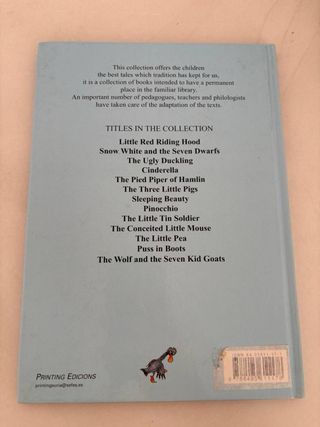 This collection offers the children
the best tales which tradition has kept for us,
it is a collection of books intended to have a permanent
place in the familiar library.
An important number of pedagogues, teachers and philologists
have taken care of the adaptation of the texts.
TITLES IN THE COLLECTION
Little Red Riding Hood
Snow White and the Seven Dwarfs
The Ugly Duckling
Cinderella
The Pied Piper of Hamlin
The Three Little Pigs
Sleeping Beauty
Pinocchio
The Little Tin Soldier
The Conceited Little Mouse
The Little Pea
Puss in Boots
The Wolf and the Seven Kid Goats
PRINTING EDICIONS